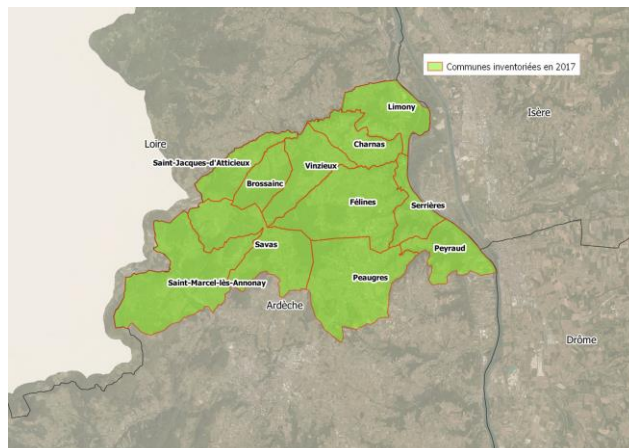 Communes inventoriées en 2017
Limony
Isère
Loire
Charnas
Saint-Jacques-d'Atticieux
Vinzieux
Brossainc
Félines
Serrières
Savas
Peyraud
Saint-Marcel-lès-Annonay
Peaugres
Ardèche
Drôme